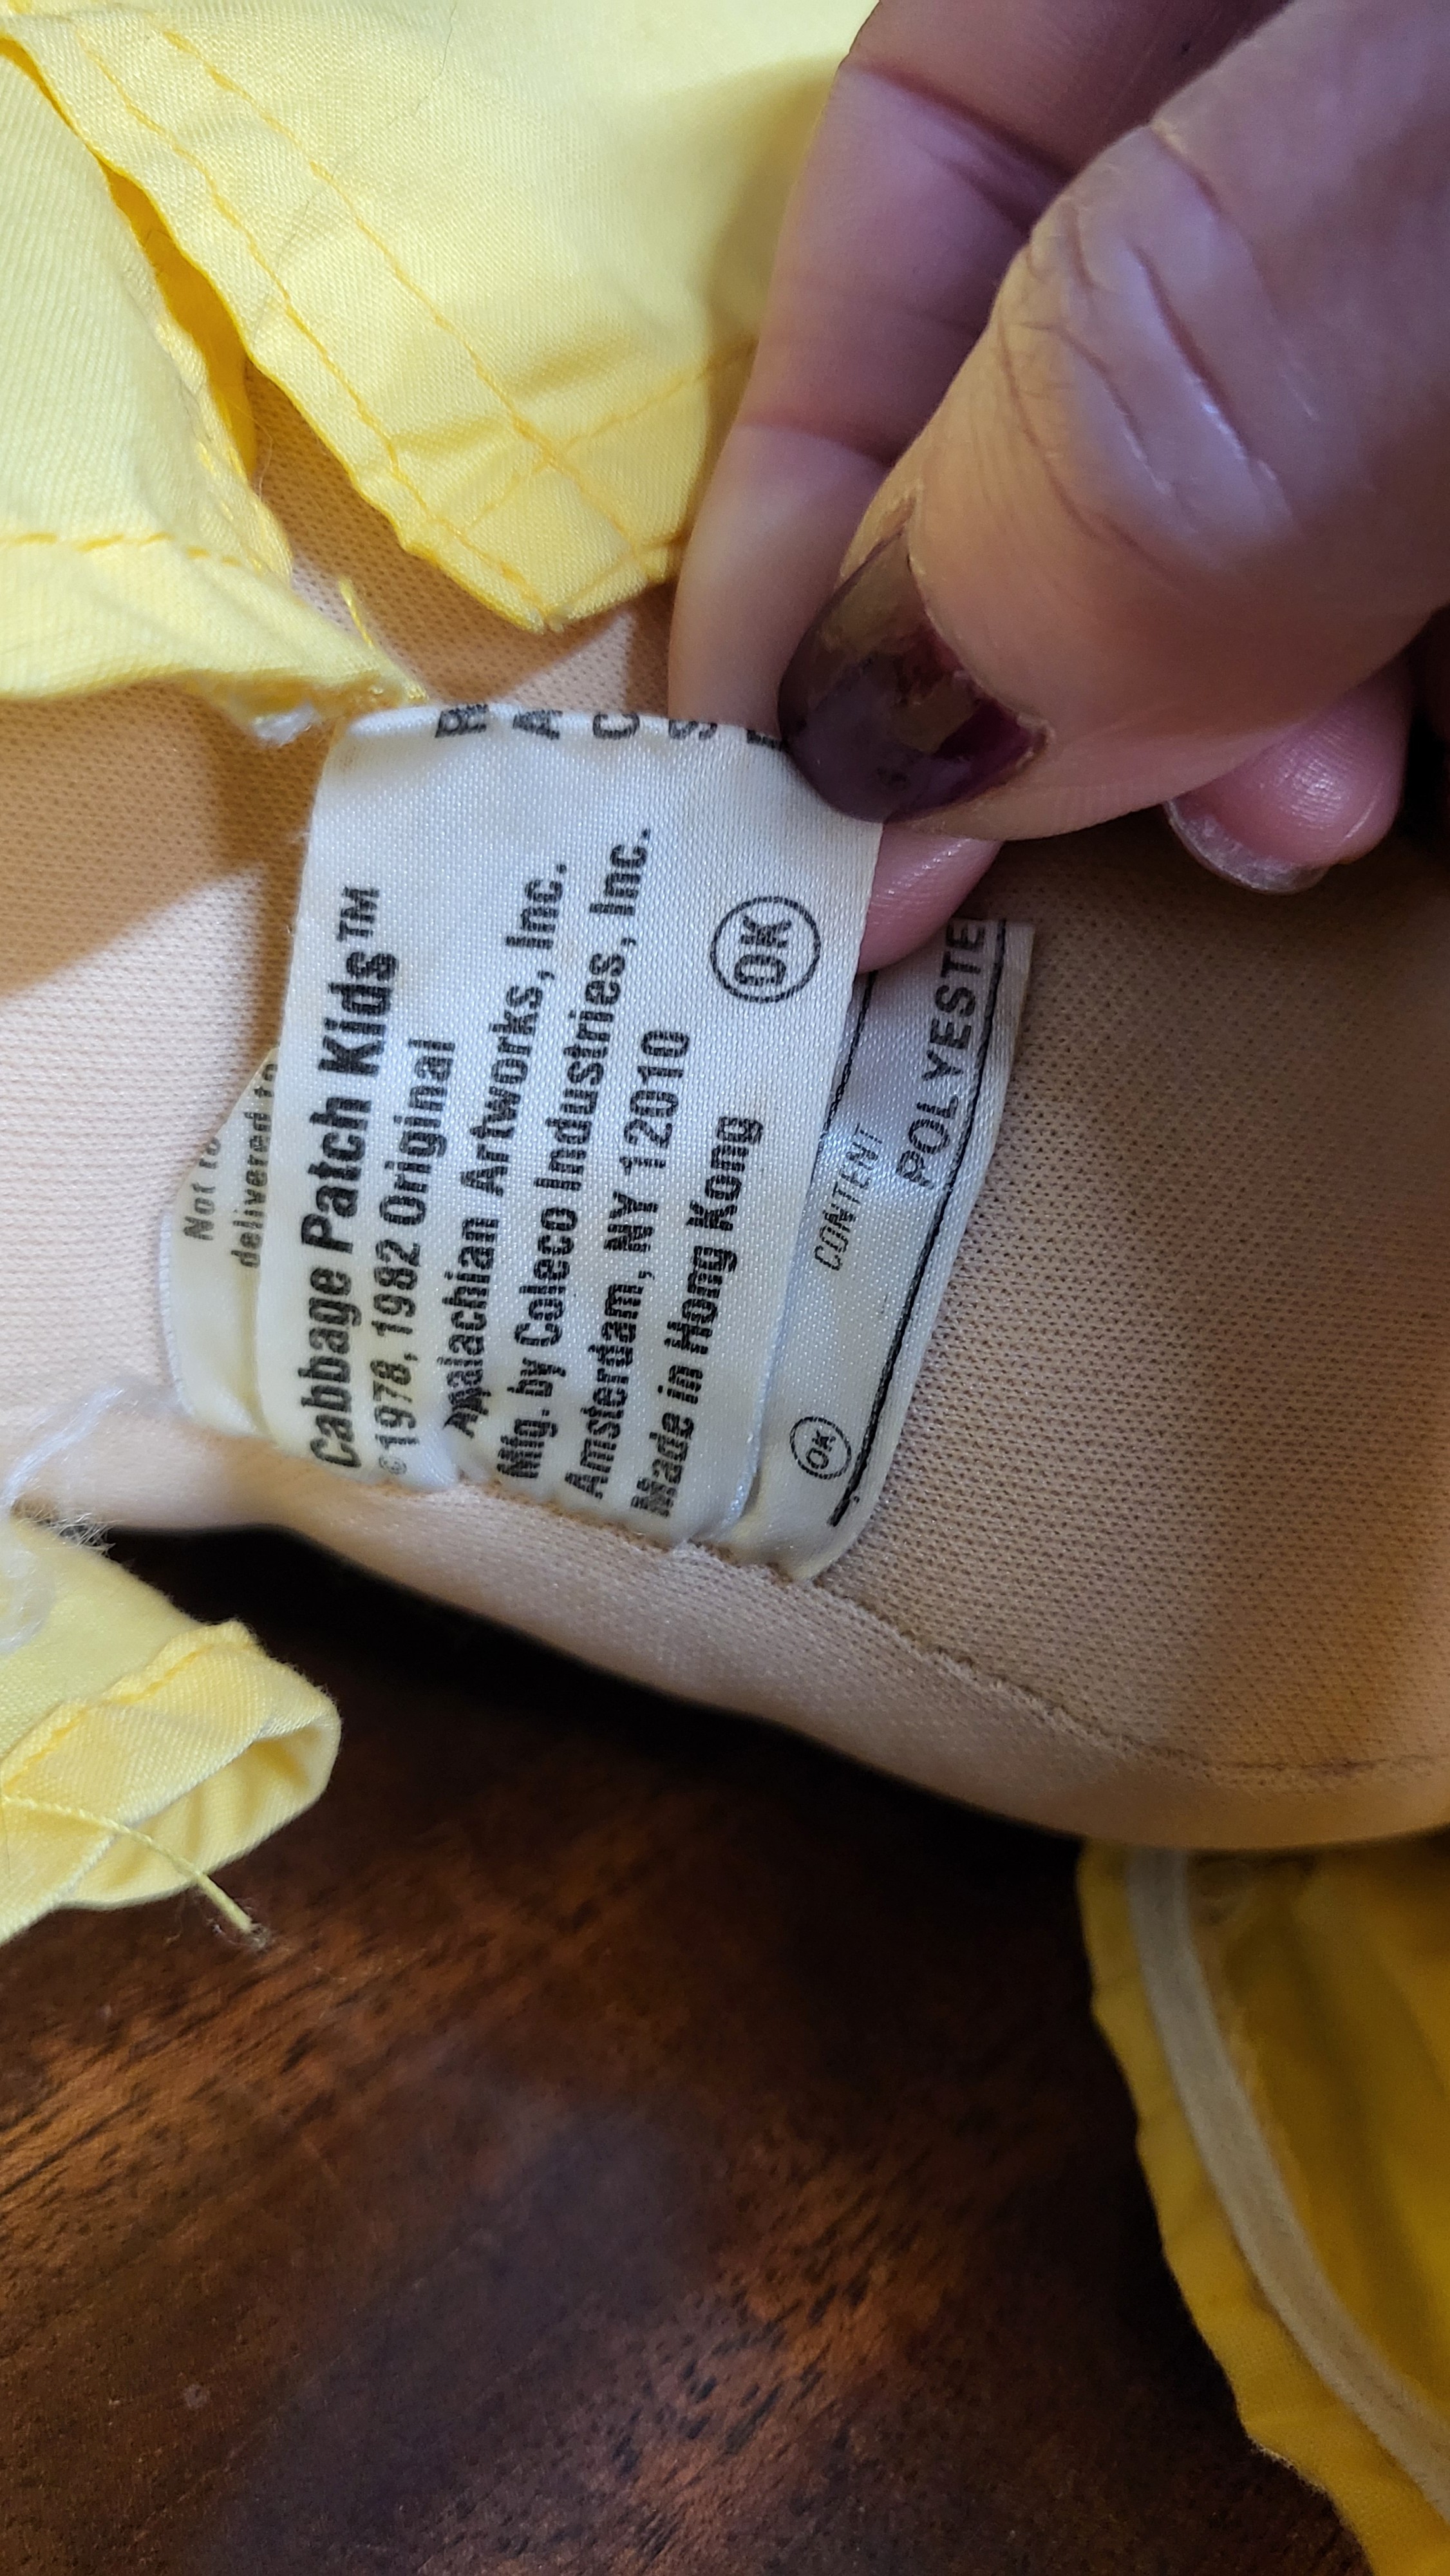 Cabbage Patch Kids™
©1978, 1982 Original
Appalachian Artworks, Inc.
Mfg. by Coleco Industries, Inc.
Amsterdam, NY 12010
Made in Hong Kong
OK
Not to
delivered to
CONTENT
POLYESTE
OK